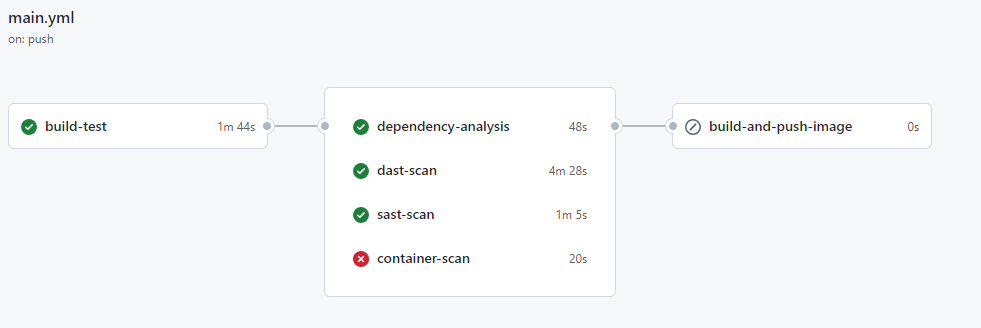 main.yml
on: push
build-test 1m 44s
dependency-analysis 48s
dast-scan 4m 28s
sast-scan 1m 5s
container-scan 20s
build-and-push-image 0s